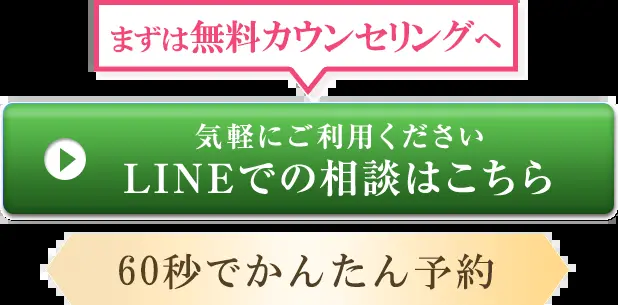 まずは無料カウンセリングへ
気軽にご利用ください
LINEでの相談はこちら
60秒でかんたん予約